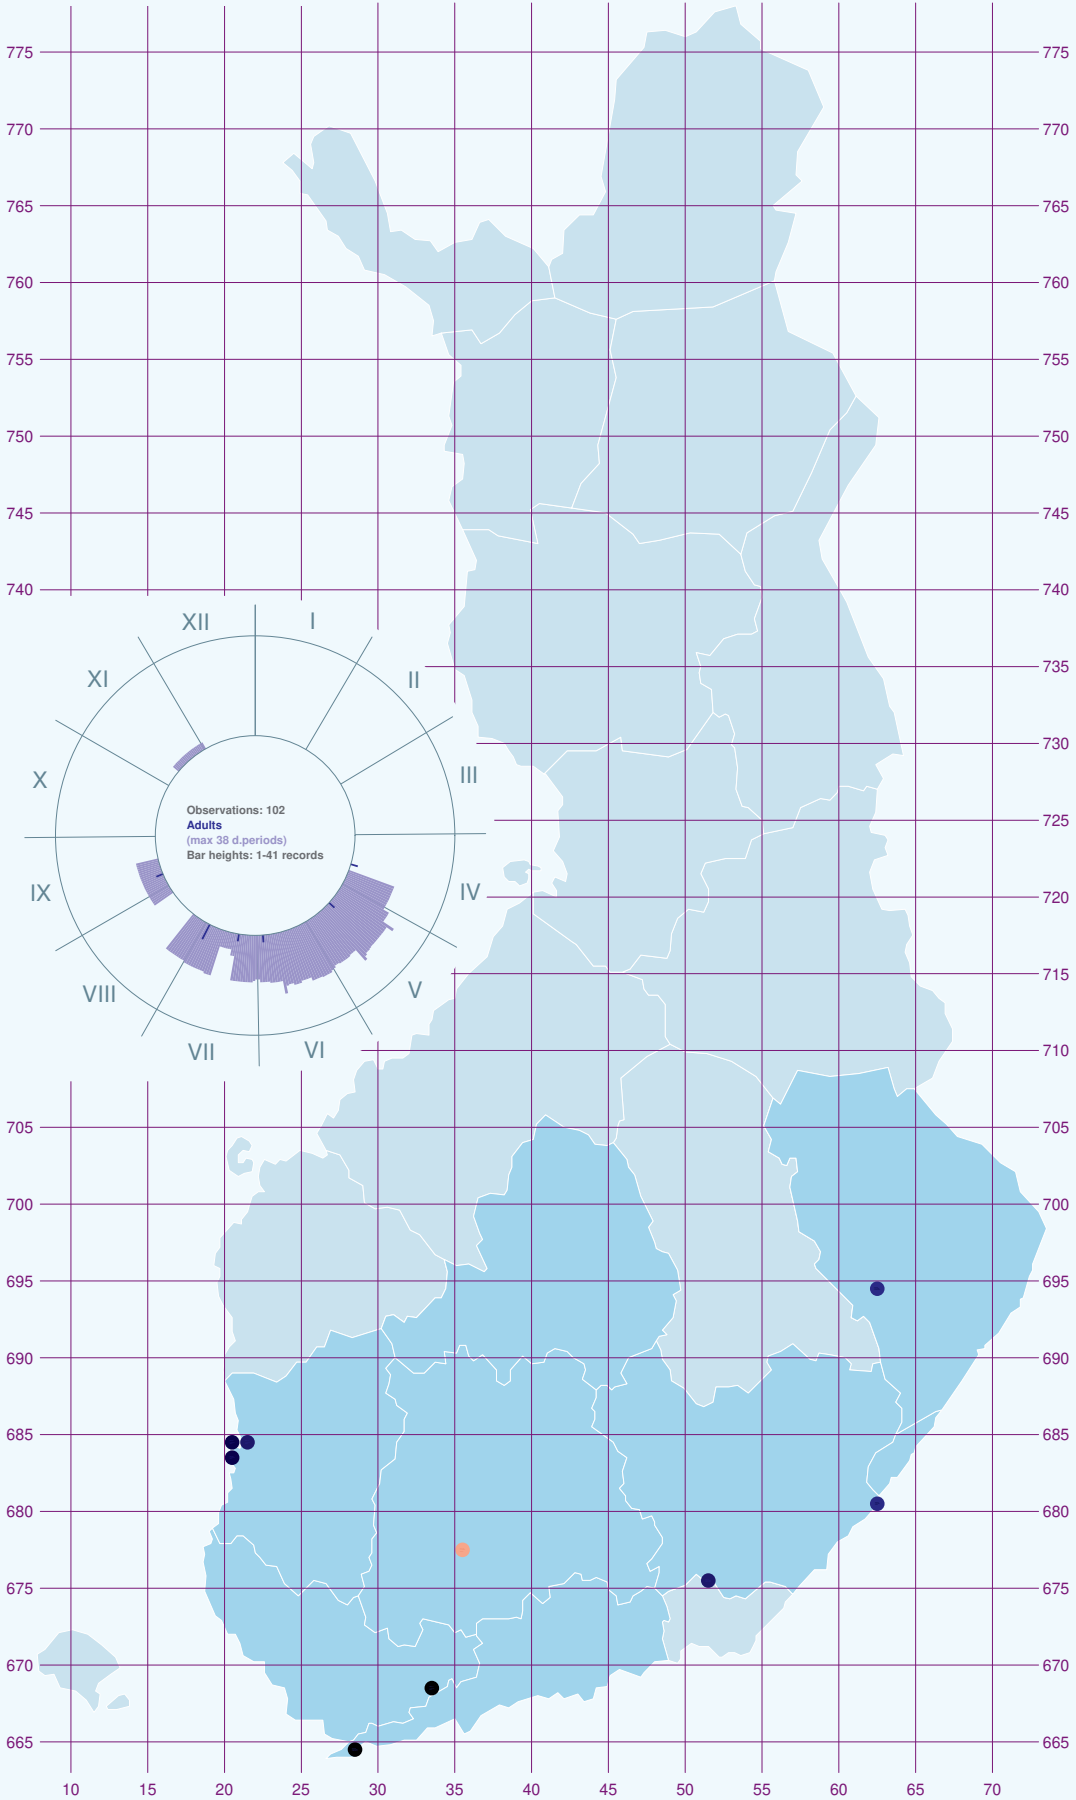 775 775
770 770
765 765
760 760
755 755
750 750
745 745
740 740
XII I
735
XI II
730
X III
Observations: 102
Adults
(max 38 d.periods)
Bar heights: 1-41 records
725
IX IV
720
VIII V
715
VII VI
710
705 705
700 700
695 695
690 690
685 685
680 680
675 675
670 670
665 665
10 15 20 25 30 35 40 45 50 55 60 65 70